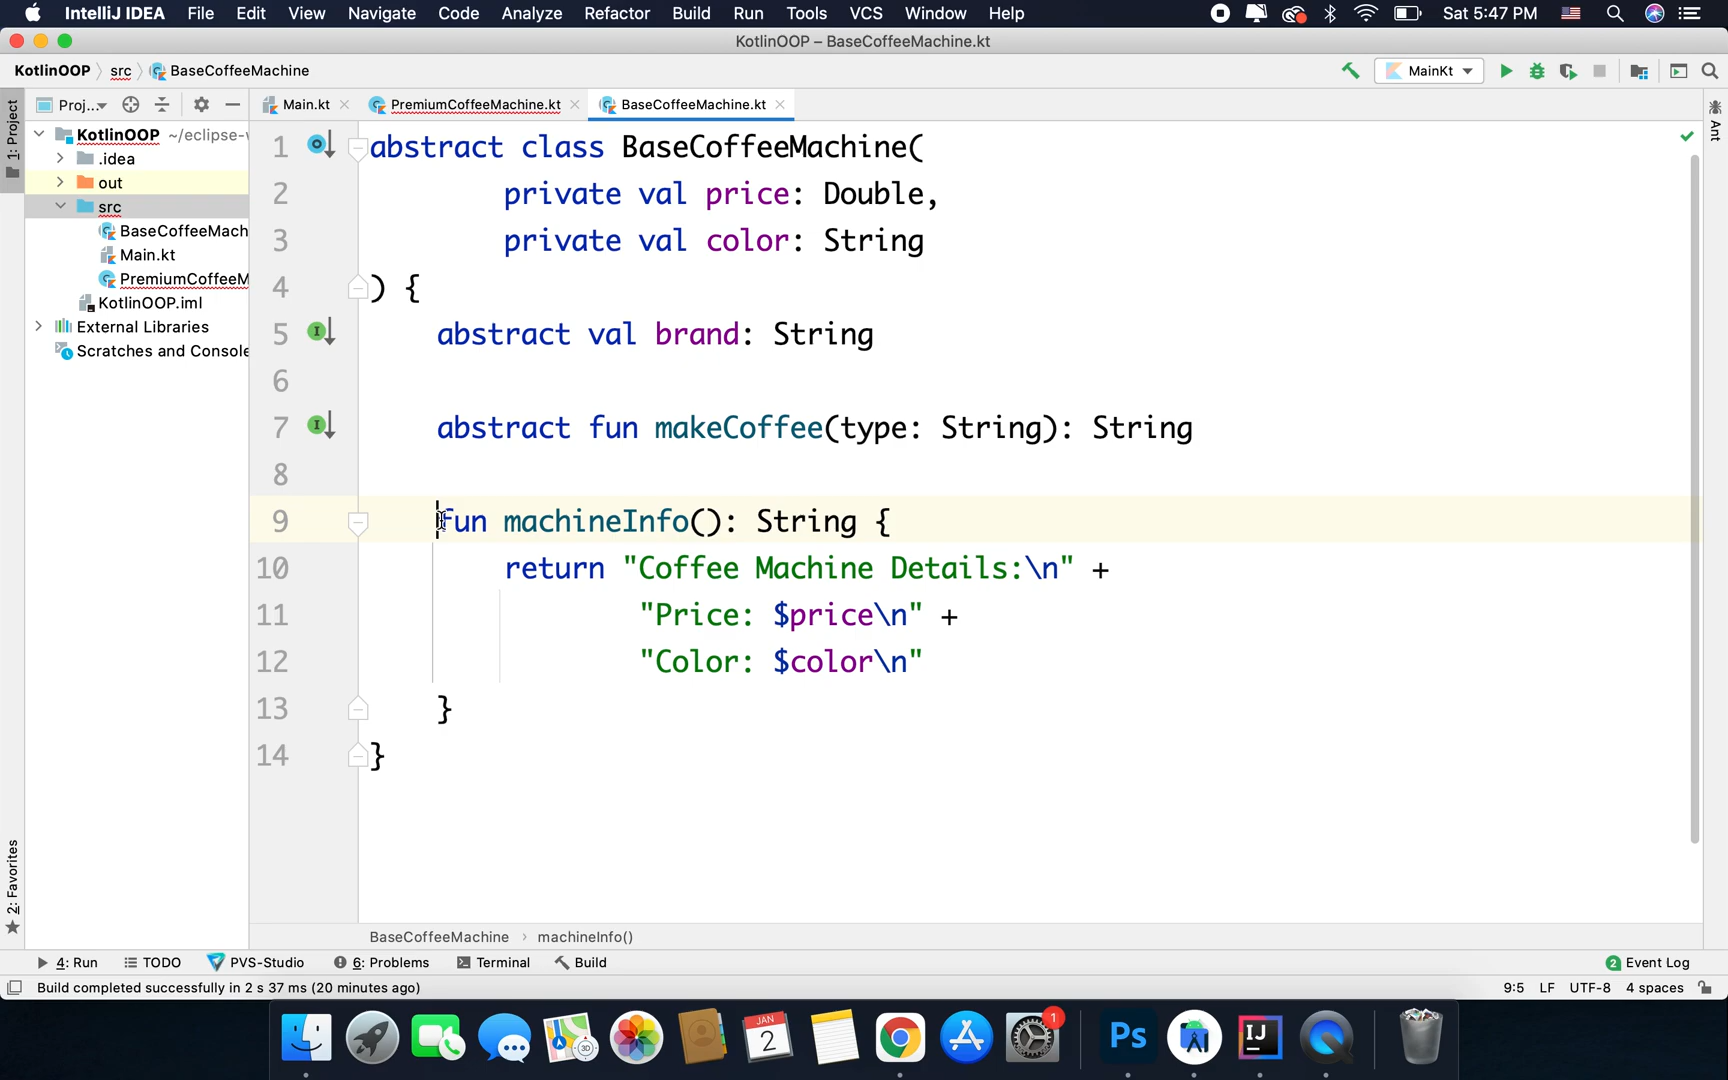 IntelliJ IDEA File Edit View Navigate Code Analyze Refactor Build Run Tools VCS Window Help Sat 5:47 PM
KotlinOOP – BaseCoffeeMachine.kt
KotlinOOP src BaseCoffeeMachine MainKt
1: Project
Proj... Main.kt PremiumCoffeeMachine.kt BaseCoffeeMachine.kt
Ant
KotlinOOP ~/eclipse-
.idea
out
src
BaseCoffeeMach
Main.kt
PremiumCoffeeM
KotlinOOP.iml
External Libraries
Scratches and Console
1 abstract class BaseCoffeeMachine(
2 private val price: Double,
3 private val color: String
4 ) {
5 abstract val brand: String
6
7 abstract fun makeCoffee(type: String): String
8
9 fun machineInfo(): String {
10 return "Coffee Machine Details:\n" +
11 "Price: $price\n" +
12 "Color: $color\n"
13 }
14 }
2: Favorites
BaseCoffeeMachine › machineInfo()
4: Run TODO PVS-Studio 6: Problems Terminal Build 2 Event Log
Build completed successfully in 2 s 37 ms (20 minutes ago) 9:5 LF UTF-8 4 spaces
JAN
2
3D
1
Ps
IJ